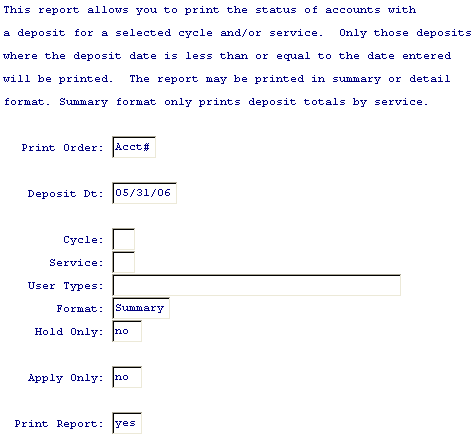 This report allows you to print the status of accounts with
a deposit for a selected cycle and/or service.  Only those deposits
where the deposit date is less than or equal to the date entered
will be printed.  The report may be printed in summary or detail
format. Summary format only prints deposit totals by service.
Print Order: Acct#
Deposit Dt: 05/31/06
Cycle:
Service:
User Types:
Format: Summary
Hold Only: no
Apply Only: no
Print Report: yes